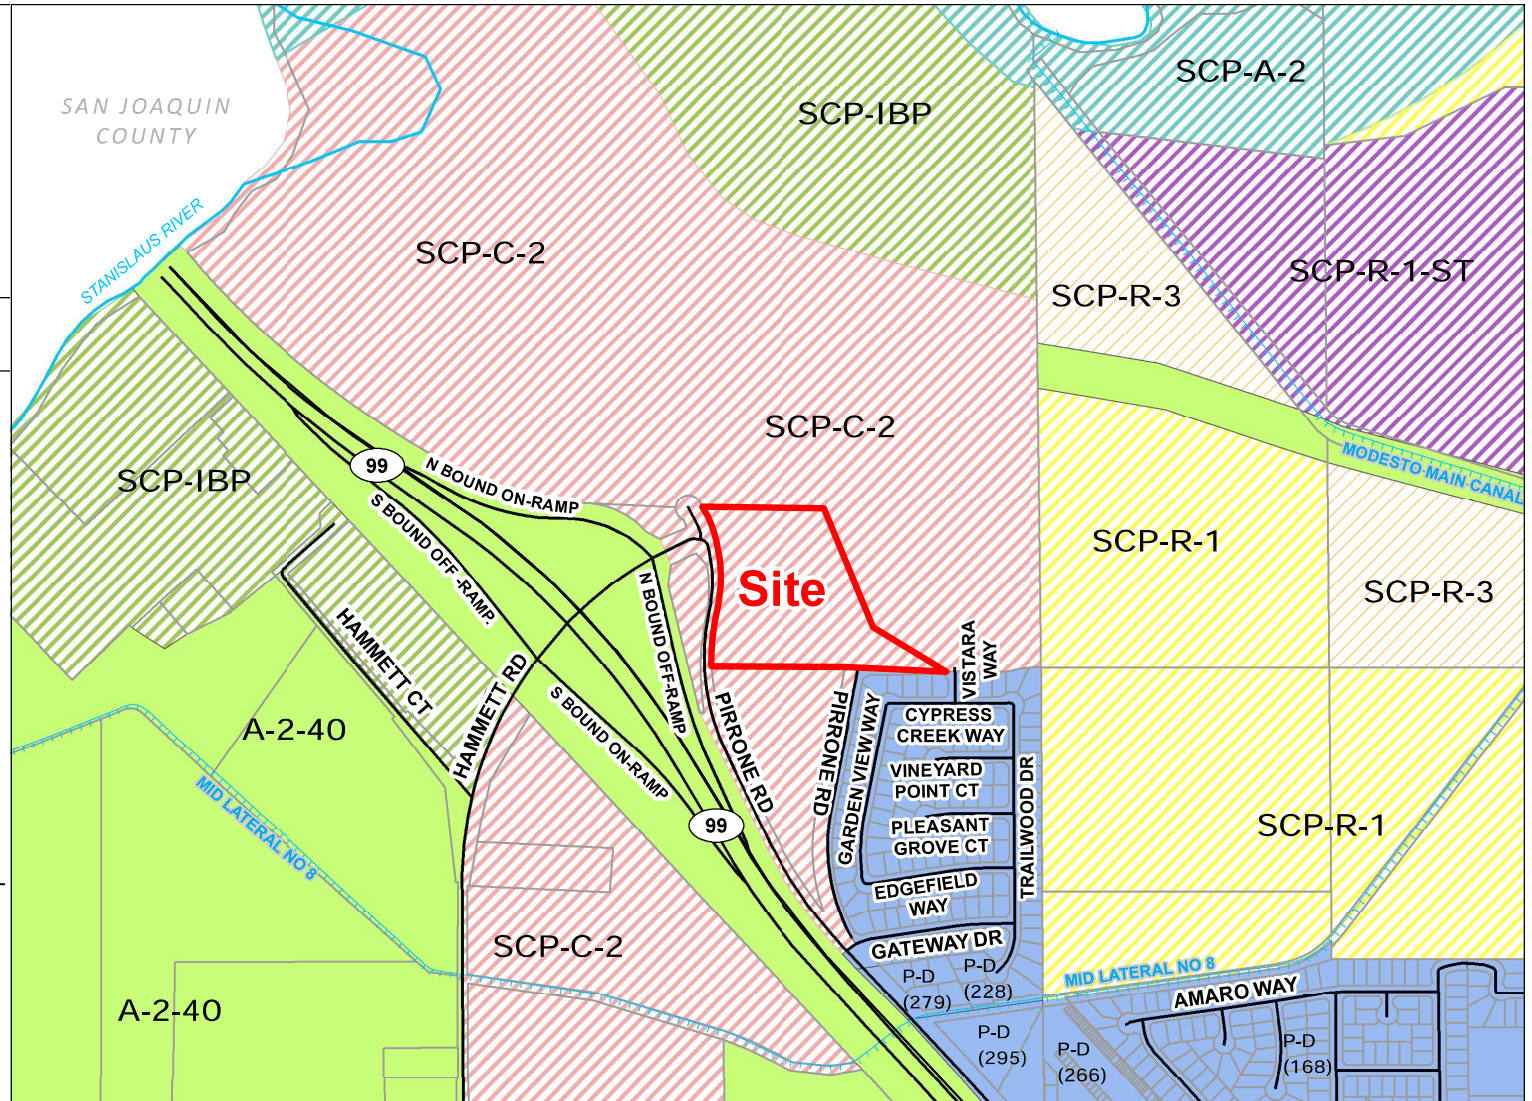 SCP-A-2
SAN JOAQUIN
COUNTY
SCP-IBP
STANISLAUS RIVER
SCP-C-2
SCP-R-1-ST
SCP-R-3
SCP-C-2
MODESTO MAIN CANAL
99
N BOUND ON-RAMP
SCP-IBP
S BOUND OFF -RAMP.
SCP-R-1
Site
SCP-R-3
N BOUND OFF-RAMP
HAMMETT CT
HAMMETT RD
VISTARA
WAY
S BOUND ON-RAMP
PIRRONE RD
PIRRONE RD
GARDEN VIEW WAY
CYPRESS
CREEK WAY
A-2-40
VINEYARD
POINT CT
TRAILWOOD DR
MID LATERAL NO 8
99
PLEASANT
GROVE CT
SCP-R-1
EDGEFIELD
WAY
SCP-C-2
GATEWAY DR
P-D
(279)
P-D
(228)
MID LATERAL NO 8
AMARO WAY
A-2-40
P-D
(295)
P-D
(266)
P-D
(168)